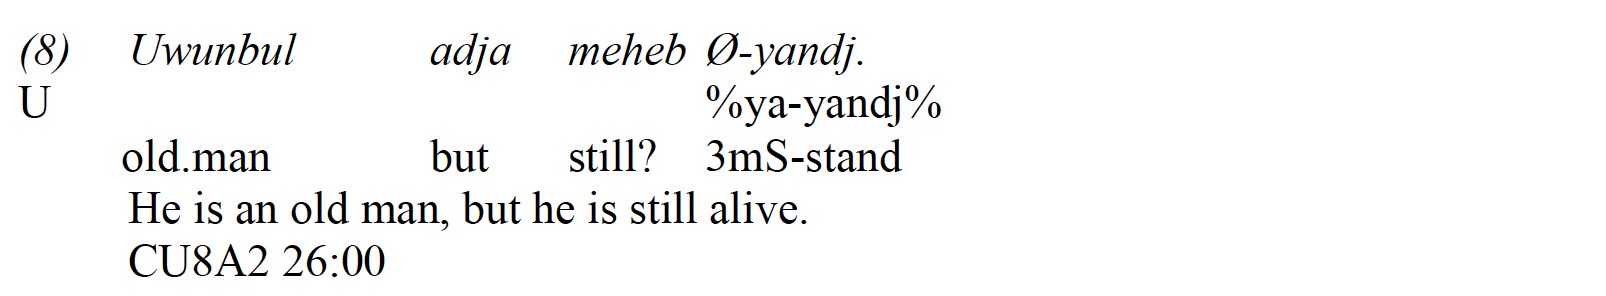 (8) Uwunbul adja meheb Ø-yandj.
U %ya-yandj%
old.man but still? 3mS-stand
He is an old man, but he is still alive.
CU8A2 26:00